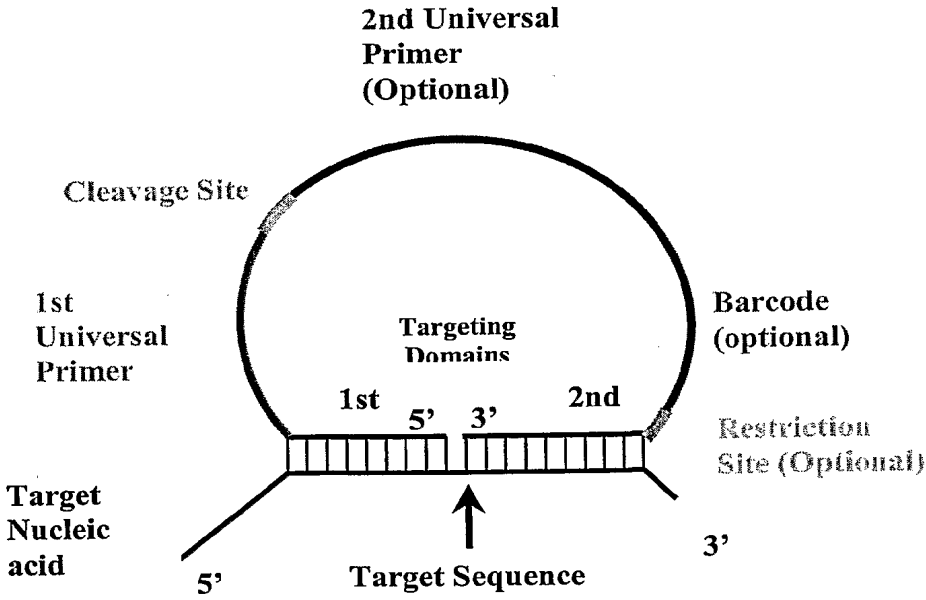 2nd Universal
Primer
(Optional)
Cleavage Site
1st
Universal
Primer
Targeting
Domains
Barcode
(optional)
1st 5’ 3’ 2nd
Restriction
Site (Optional)
Target
Nucleic
acid
5’
Target Sequence
3’